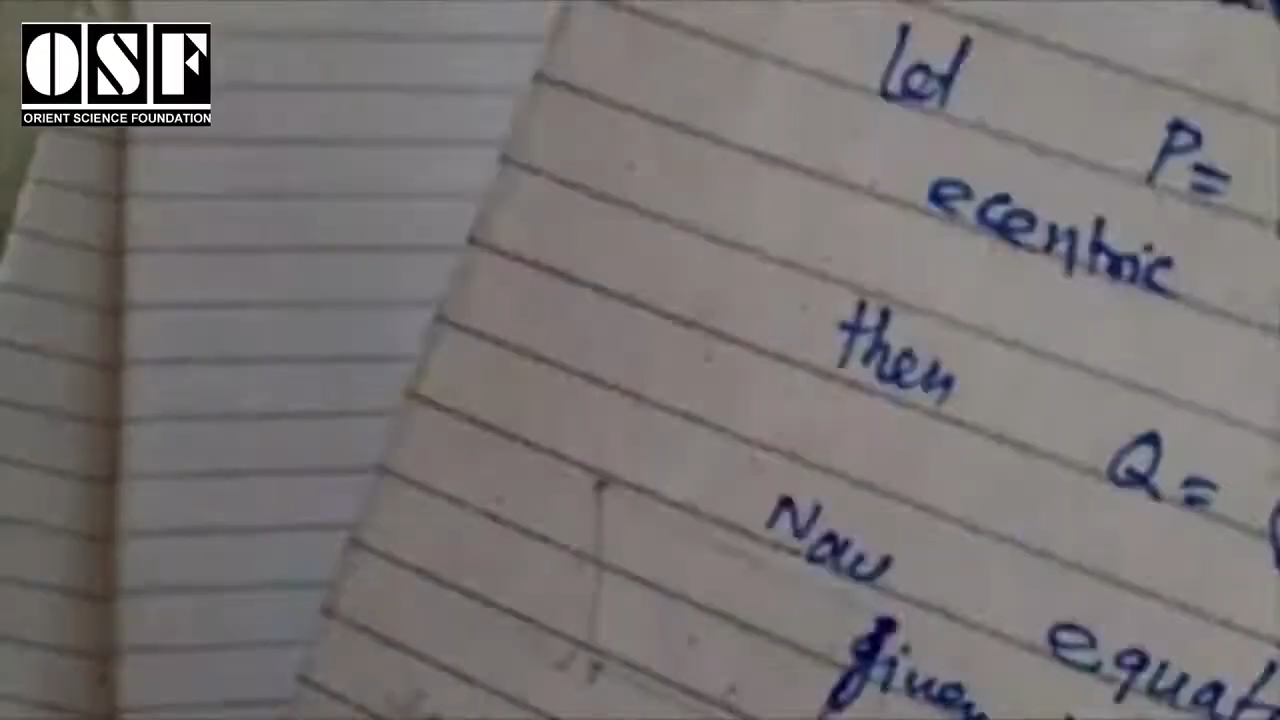 OSF
ORIENT SCIENCE FOUNDATION
Let
P=
ecentric
then
Q=
Now
equat
given